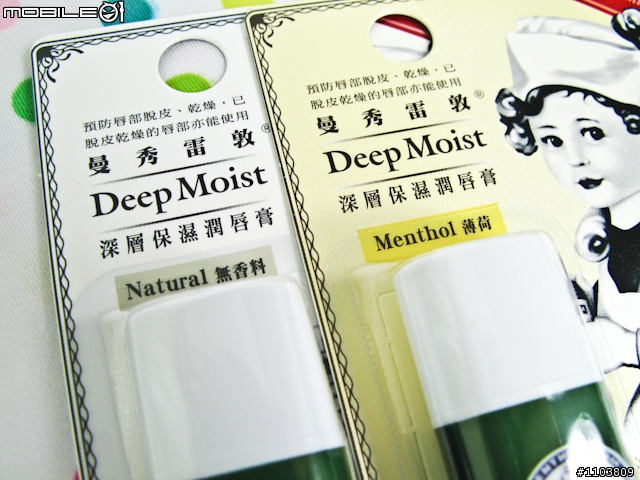 MOBILE01
預防唇部脫皮、乾燥,已
脫皮乾燥的唇部亦能使用
曼秀雷敦®
Deep Moist
深層保濕潤唇膏
Natural 無香料
預防唇部脫皮、乾燥,已
脫皮乾燥的唇部亦能使用
曼秀雷敦®
Deep Moist
深層保濕潤唇膏
Menthol 薄荷
#1103809